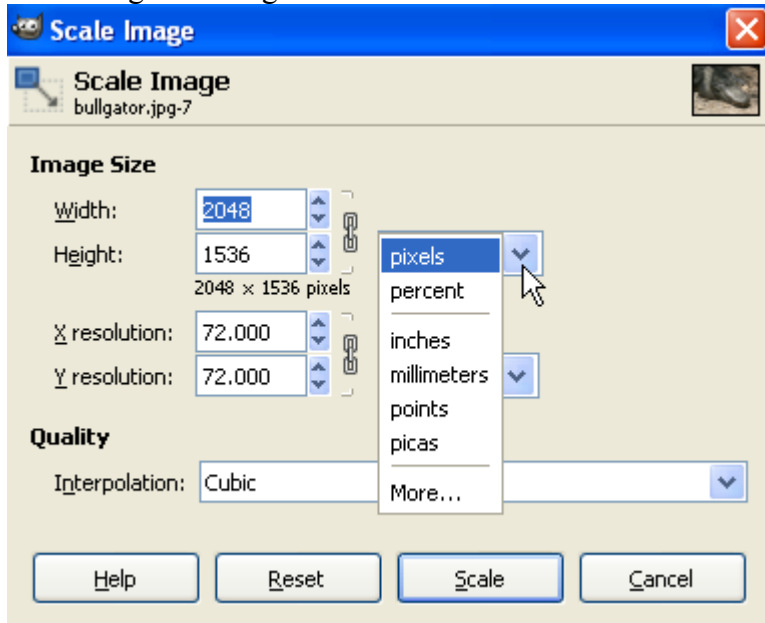 Scale Image
Scale Image
bullgator.jpg-7
Image Size
Width: 2048
Height: 1536
2048 × 1536 pixels
pixels
percent
inches
millimeters
points
picas
More...
X resolution: 72.000
Y resolution: 72.000
Quality
Interpolation: Cubic
Help Reset Scale Cancel